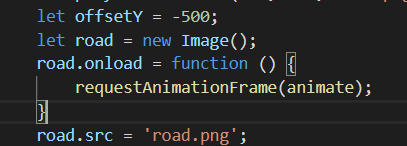 let offsetY = -500;
let road = new Image();
road.onload = function () {
    requestAnimationFrame(animate);
}
road.src = 'road.png';